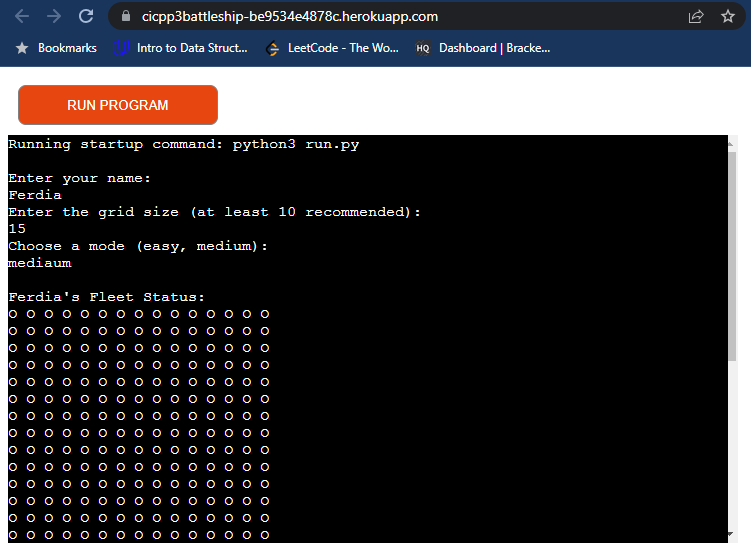 cicpp3battleship-be9534e4878c.herokuapp.com
Bookmarks Intro to Data Struct... LeetCode - The Wo... HQ Dashboard | Bracke...
RUN PROGRAM
Running startup command: python3 run.py
Enter your name:
Ferdia
Enter the grid size (at least 10 recommended):
15
Choose a mode (easy, medium):
mediaum
Ferdia's Fleet Status:
o o o o o o o o o o o o o o o
o o o o o o o o o o o o o o o
o o o o o o o o o o o o o o o
o o o o o o o o o o o o o o o
o o o o o o o o o o o o o o o
o o o o o o o o o o o o o o o
o o o o o o o o o o o o o o o
o o o o o o o o o o o o o o o
o o o o o o o o o o o o o o o
o o o o o o o o o o o o o o o
o o o o o o o o o o o o o o o
o o o o o o o o o o o o o o o
o o o o o o o o o o o o o o o
o o o o o o o o o o o o o o o